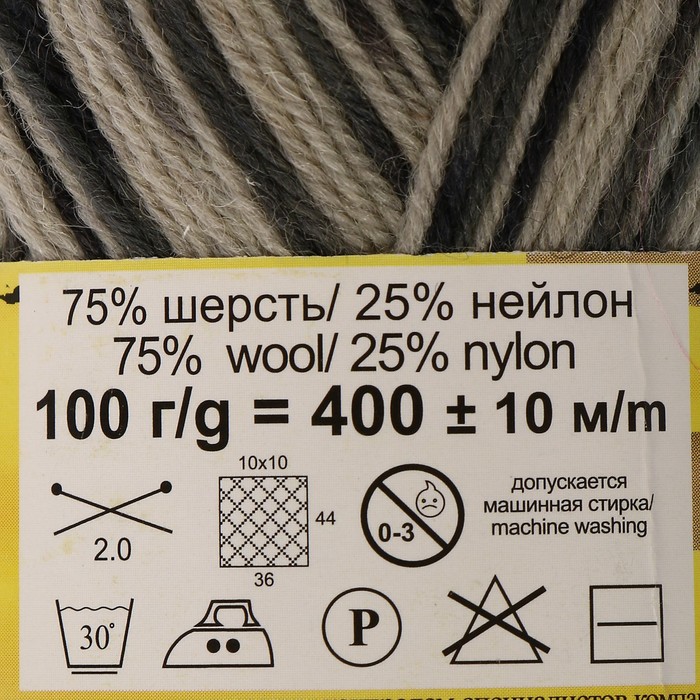 75% шерсть/ 25% нейлон
75% wool/ 25% nylon
100 г/g = 400 ± 10 м/m
10x10
44
36
2.0
0-3
допускается
машинная стирка/
machine washing
30°
P
специалистов